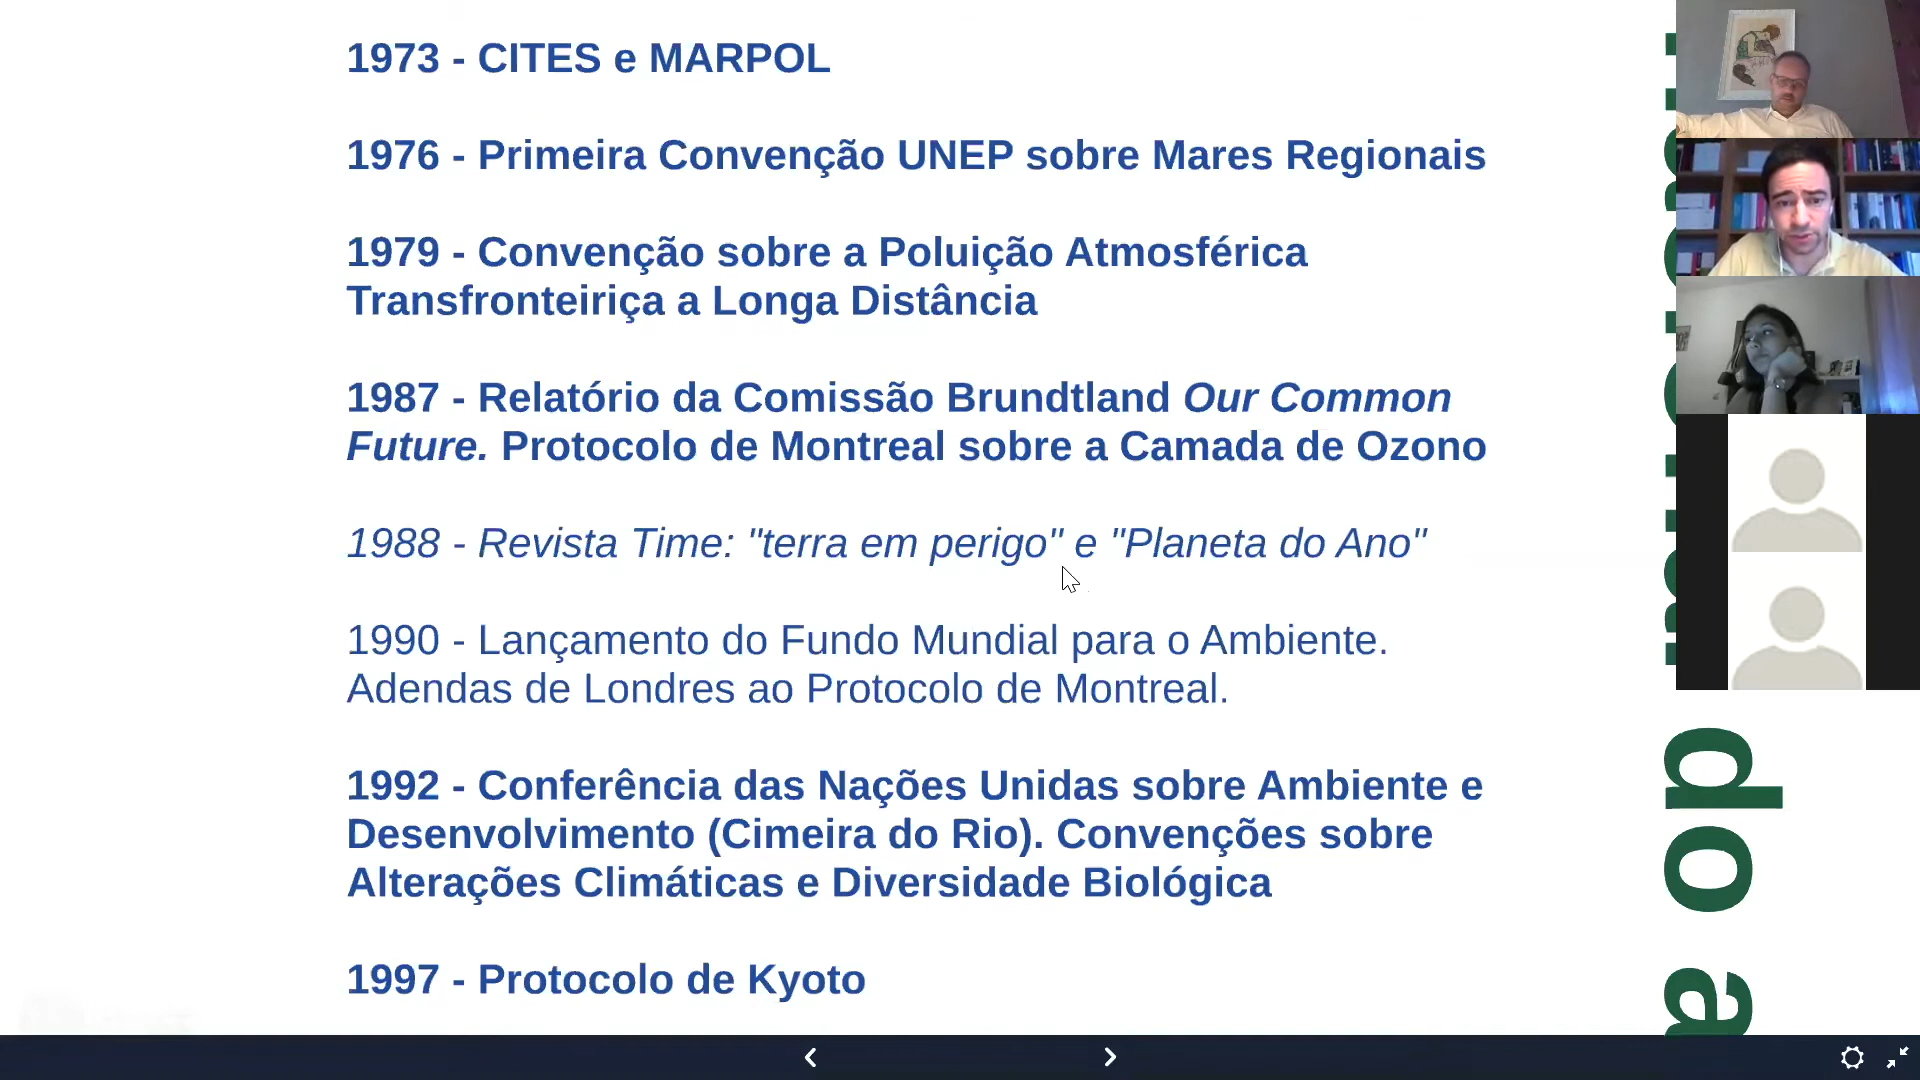 1973 - CITES e MARPOL
1976 - Primeira Convenção UNEP sobre Mares Regionais
1979 - Convenção sobre a Poluição Atmosférica
Transfronteiriça a Longa Distância
1987 - Relatório da Comissão Brundtland Our Common
Future. Protocolo de Montreal sobre a Camada de Ozono
1988 - Revista Time: "terra em perigo" e "Planeta do Ano"
1990 - Lançamento do Fundo Mundial para o Ambiente.
Adendas de Londres ao Protocolo de Montreal.
1992 - Conferência das Nações Unidas sobre Ambiente e
Desenvolvimento (Cimeira do Rio). Convenções sobre
Alterações Climáticas e Diversidade Biológica
1997 - Protocolo de Kyoto
do a